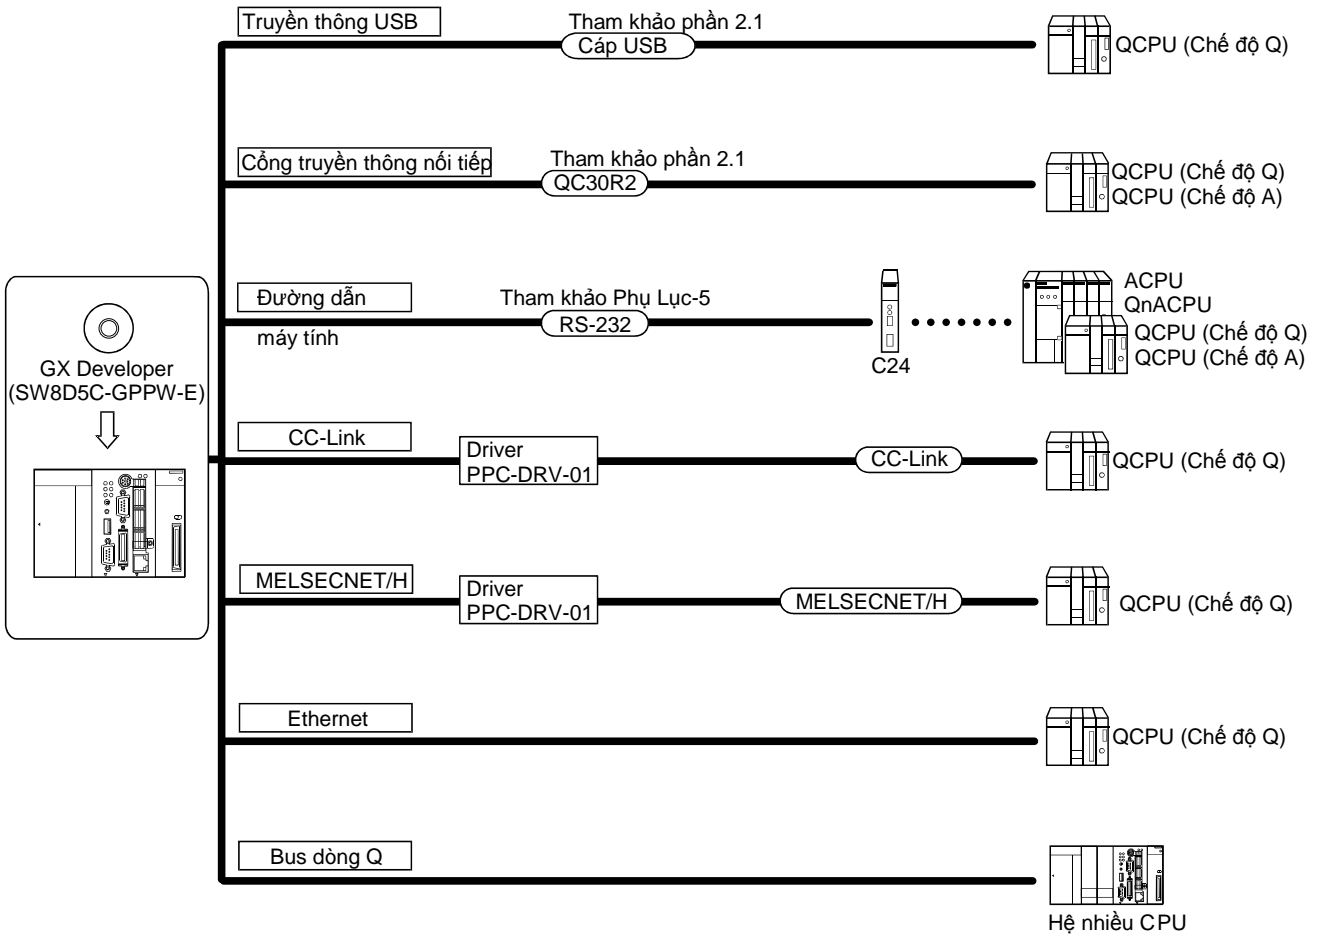 Truyền thông USB
Tham khảo phần 2.1
Cáp USB
QCPU (Chế độ Q)
Cổng truyền thông nối tiếp
Tham khảo phần 2.1
QC30R2
QCPU (Chế độ Q)
QCPU (Chế độ A)
Đường dẫn
máy tính
Tham khảo Phụ Lục-5
RS-232
C24
ACPU
QnACPU
QCPU (Chế độ Q)
QCPU (Chế độ A)
GX Developer
(SW8D5C-GPPW-E)
CC-Link
Driver
PPC-DRV-01
CC-Link
QCPU (Chế độ Q)
MELSECNET/H
Driver
PPC-DRV-01
MELSECNET/H
QCPU (Chế độ Q)
Ethernet
QCPU (Chế độ Q)
Bus dòng Q
Hệ nhiều CPU